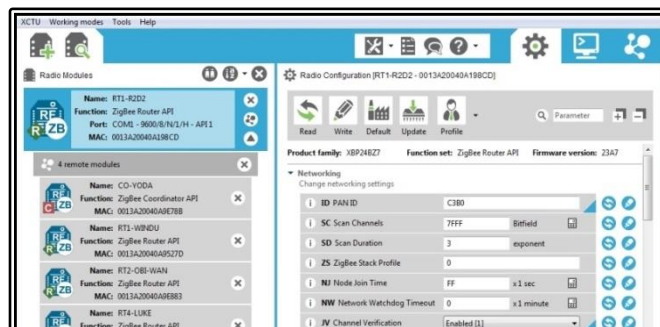 XCTU Working modes Tools Help
Radio Modules
Radio Configuration [RT1-R2D2 - 0013A20040A198CD]
Name: RT1-R2D2
Function: ZigBee Router API
Port: COM1 - 9600/8/N/1/H - API 1
MAC: 0013A20040A198CD
4 remote modules
Name: CO-YODA
Function: ZigBee Coordinator API
MAC: 0013A20040A9E78B
Name: RT1-WINDU
Function: ZigBee Router API
MAC: 0013A20040A9527D
Name: RT2-OBI-WAN
Function: ZigBee Router API
MAC: 0013A20040A9E883
Name: RT4-LUKE
Function: ZigBee Router API
Read Write Default Update Profile
Parameter
Product family: XBP24BZ7 Function set: ZigBee Router API Firmware version: 23A7
Networking
Change networking settings
i ID PAN ID C3B0
i SC Scan Channels 7FFF Bitfield
i SD Scan Duration 3 exponent
i ZS ZigBee Stack Profile 0
i NJ Node Join Time FF x 1 sec
i NW Network Watchdog Timeout 0 x 1 minute
i JV Channel Verification Enabled [1]